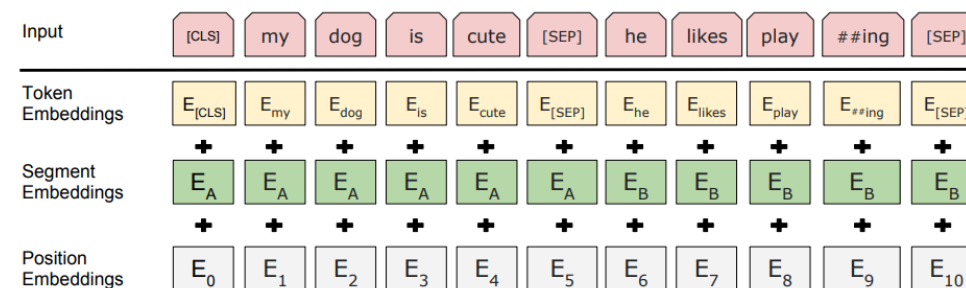 Input [CLS] my dog is cute [SEP] he likes play ##ing [SEP]
Token Embeddings E[CLS] Emy Edog Eis Ecute E[SEP] Ehe Elikes Eplay E##ing E[SEP]
+ + + + + + + + + + +
Segment Embeddings EA EA EA EA EA EA EB EB EB EB EB
+ + + + + + + + + + +
Position Embeddings E0 E1 E2 E3 E4 E5 E6 E7 E8 E9 E10